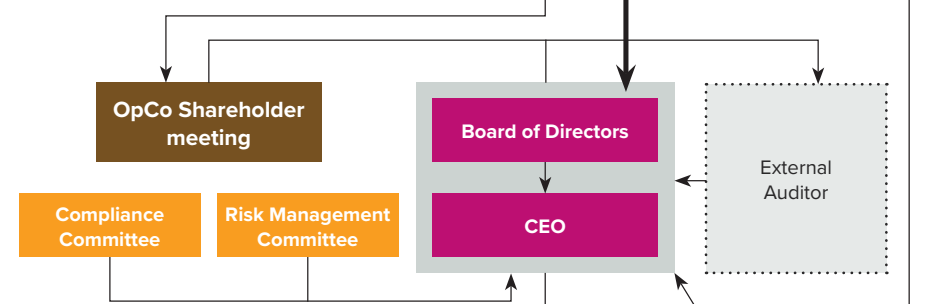 OpCo Shareholder
meeting
Board of Directors
External
Auditor
Compliance
Committee
Risk Management
Committee
CEO